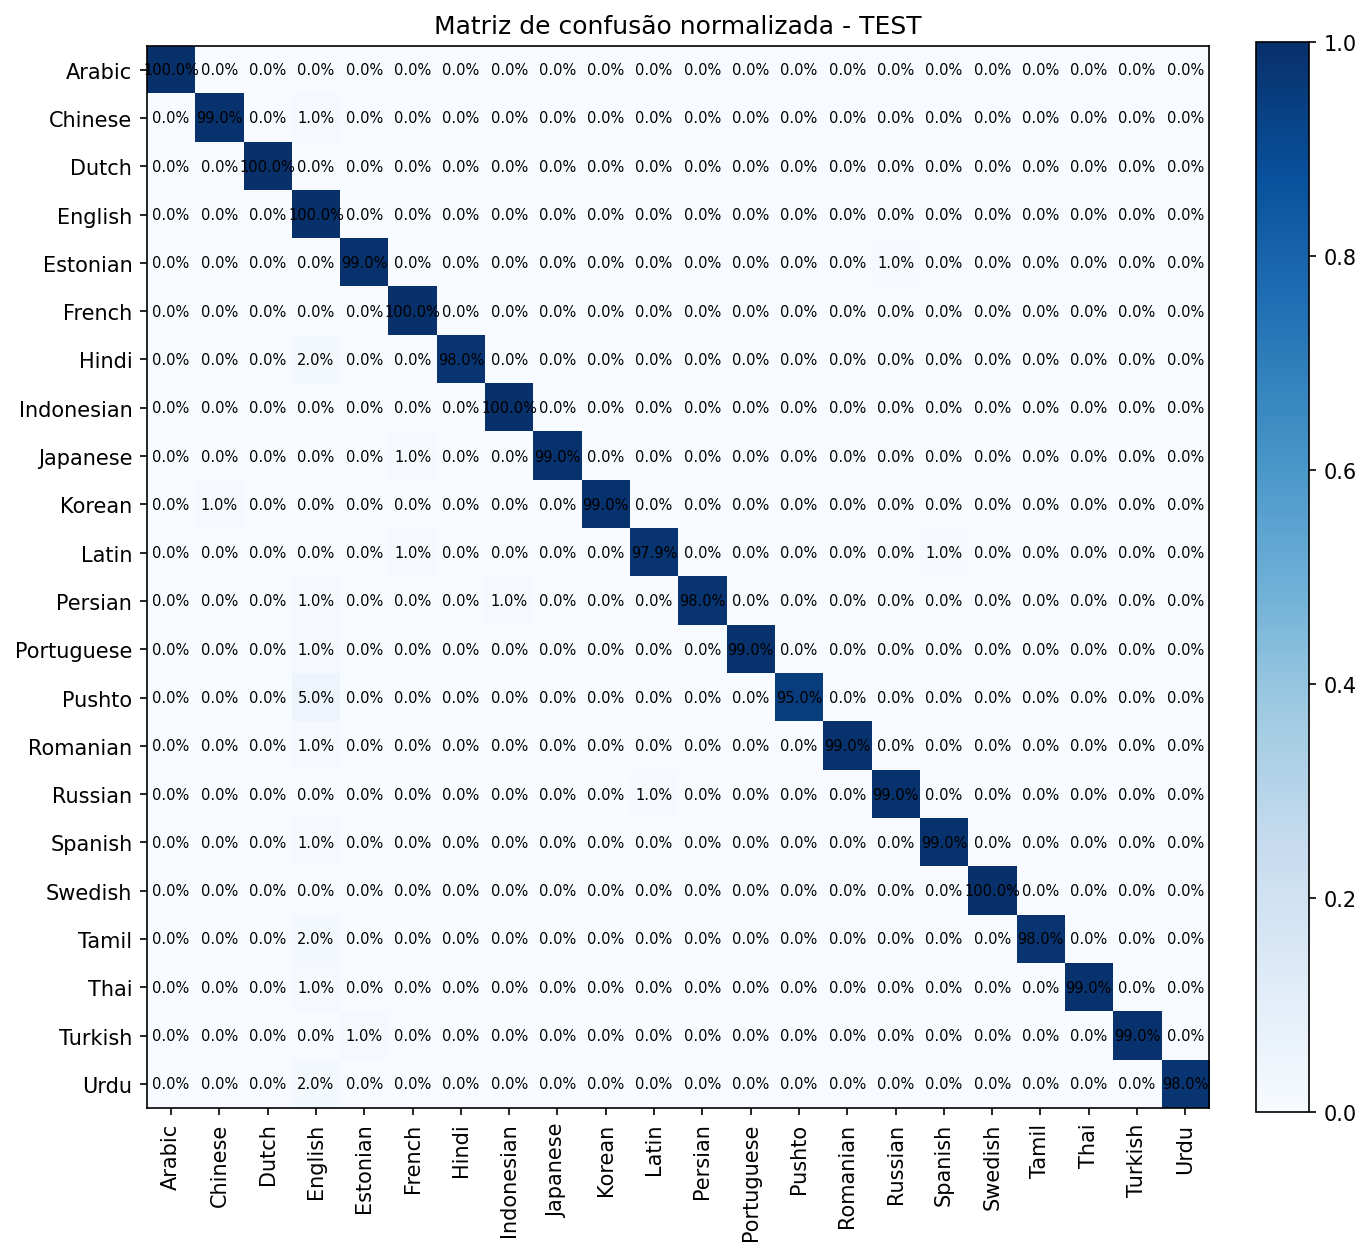 Matriz de confusão normalizada - TEST
Arabic 100.0% 0.0% 0.0% 0.0% 0.0% 0.0% 0.0% 0.0% 0.0% 0.0% 0.0% 0.0% 0.0% 0.0% 0.0% 0.0% 0.0% 0.0% 0.0% 0.0% 0.0% 0.0%
Chinese 0.0% 99.0% 0.0% 1.0% 0.0% 0.0% 0.0% 0.0% 0.0% 0.0% 0.0% 0.0% 0.0% 0.0% 0.0% 0.0% 0.0% 0.0% 0.0% 0.0% 0.0% 0.0%
Dutch 0.0% 0.0% 100.0% 0.0% 0.0% 0.0% 0.0% 0.0% 0.0% 0.0% 0.0% 0.0% 0.0% 0.0% 0.0% 0.0% 0.0% 0.0% 0.0% 0.0% 0.0% 0.0%
English 0.0% 0.0% 0.0% 100.0% 0.0% 0.0% 0.0% 0.0% 0.0% 0.0% 0.0% 0.0% 0.0% 0.0% 0.0% 0.0% 0.0% 0.0% 0.0% 0.0% 0.0% 0.0%
Estonian 0.0% 0.0% 0.0% 0.0% 99.0% 0.0% 0.0% 0.0% 0.0% 0.0% 0.0% 0.0% 0.0% 0.0% 0.0% 1.0% 0.0% 0.0% 0.0% 0.0% 0.0% 0.0%
French 0.0% 0.0% 0.0% 0.0% 0.0% 100.0% 0.0% 0.0% 0.0% 0.0% 0.0% 0.0% 0.0% 0.0% 0.0% 0.0% 0.0% 0.0% 0.0% 0.0% 0.0% 0.0%
Hindi 0.0% 0.0% 0.0% 2.0% 0.0% 0.0% 98.0% 0.0% 0.0% 0.0% 0.0% 0.0% 0.0% 0.0% 0.0% 0.0% 0.0% 0.0% 0.0% 0.0% 0.0% 0.0%
Indonesian 0.0% 0.0% 0.0% 0.0% 0.0% 0.0% 0.0% 100.0% 0.0% 0.0% 0.0% 0.0% 0.0% 0.0% 0.0% 0.0% 0.0% 0.0% 0.0% 0.0% 0.0% 0.0%
Japanese 0.0% 0.0% 0.0% 0.0% 0.0% 1.0% 0.0% 0.0% 99.0% 0.0% 0.0% 0.0% 0.0% 0.0% 0.0% 0.0% 0.0% 0.0% 0.0% 0.0% 0.0% 0.0%
Korean 0.0% 1.0% 0.0% 0.0% 0.0% 0.0% 0.0% 0.0% 0.0% 99.0% 0.0% 0.0% 0.0% 0.0% 0.0% 0.0% 0.0% 0.0% 0.0% 0.0% 0.0% 0.0%
Latin 0.0% 0.0% 0.0% 0.0% 0.0% 1.0% 0.0% 0.0% 0.0% 0.0% 97.9% 0.0% 0.0% 0.0% 0.0% 0.0% 1.0% 0.0% 0.0% 0.0% 0.0% 0.0%
Persian 0.0% 0.0% 0.0% 1.0% 0.0% 0.0% 0.0% 1.0% 0.0% 0.0% 0.0% 98.0% 0.0% 0.0% 0.0% 0.0% 0.0% 0.0% 0.0% 0.0% 0.0% 0.0%
Portuguese 0.0% 0.0% 0.0% 1.0% 0.0% 0.0% 0.0% 0.0% 0.0% 0.0% 0.0% 0.0% 99.0% 0.0% 0.0% 0.0% 0.0% 0.0% 0.0% 0.0% 0.0% 0.0%
Pushto 0.0% 0.0% 0.0% 5.0% 0.0% 0.0% 0.0% 0.0% 0.0% 0.0% 0.0% 0.0% 0.0% 95.0% 0.0% 0.0% 0.0% 0.0% 0.0% 0.0% 0.0% 0.0%
Romanian 0.0% 0.0% 0.0% 1.0% 0.0% 0.0% 0.0% 0.0% 0.0% 0.0% 0.0% 0.0% 0.0% 0.0% 99.0% 0.0% 0.0% 0.0% 0.0% 0.0% 0.0% 0.0%
Russian 0.0% 0.0% 0.0% 0.0% 0.0% 0.0% 0.0% 0.0% 0.0% 0.0% 1.0% 0.0% 0.0% 0.0% 0.0% 99.0% 0.0% 0.0% 0.0% 0.0% 0.0% 0.0%
Spanish 0.0% 0.0% 0.0% 1.0% 0.0% 0.0% 0.0% 0.0% 0.0% 0.0% 0.0% 0.0% 0.0% 0.0% 0.0% 0.0% 99.0% 0.0% 0.0% 0.0% 0.0% 0.0%
Swedish 0.0% 0.0% 0.0% 0.0% 0.0% 0.0% 0.0% 0.0% 0.0% 0.0% 0.0% 0.0% 0.0% 0.0% 0.0% 0.0% 0.0% 100.0% 0.0% 0.0% 0.0% 0.0%
Tamil 0.0% 0.0% 0.0% 2.0% 0.0% 0.0% 0.0% 0.0% 0.0% 0.0% 0.0% 0.0% 0.0% 0.0% 0.0% 0.0% 0.0% 0.0% 98.0% 0.0% 0.0% 0.0%
Thai 0.0% 0.0% 0.0% 1.0% 0.0% 0.0% 0.0% 0.0% 0.0% 0.0% 0.0% 0.0% 0.0% 0.0% 0.0% 0.0% 0.0% 0.0% 0.0% 99.0% 0.0% 0.0%
Turkish 0.0% 0.0% 0.0% 0.0% 1.0% 0.0% 0.0% 0.0% 0.0% 0.0% 0.0% 0.0% 0.0% 0.0% 0.0% 0.0% 0.0% 0.0% 0.0% 0.0% 99.0% 0.0%
Urdu 0.0% 0.0% 0.0% 2.0% 0.0% 0.0% 0.0% 0.0% 0.0% 0.0% 0.0% 0.0% 0.0% 0.0% 0.0% 0.0% 0.0% 0.0% 0.0% 0.0% 0.0% 98.0%
Arabic Chinese Dutch English Estonian French Hindi Indonesian Japanese Korean Latin Persian Portuguese Pushto Romanian Russian Spanish Swedish Tamil Thai Turkish Urdu
1.0
0.8
0.6
0.4
0.2
0.0